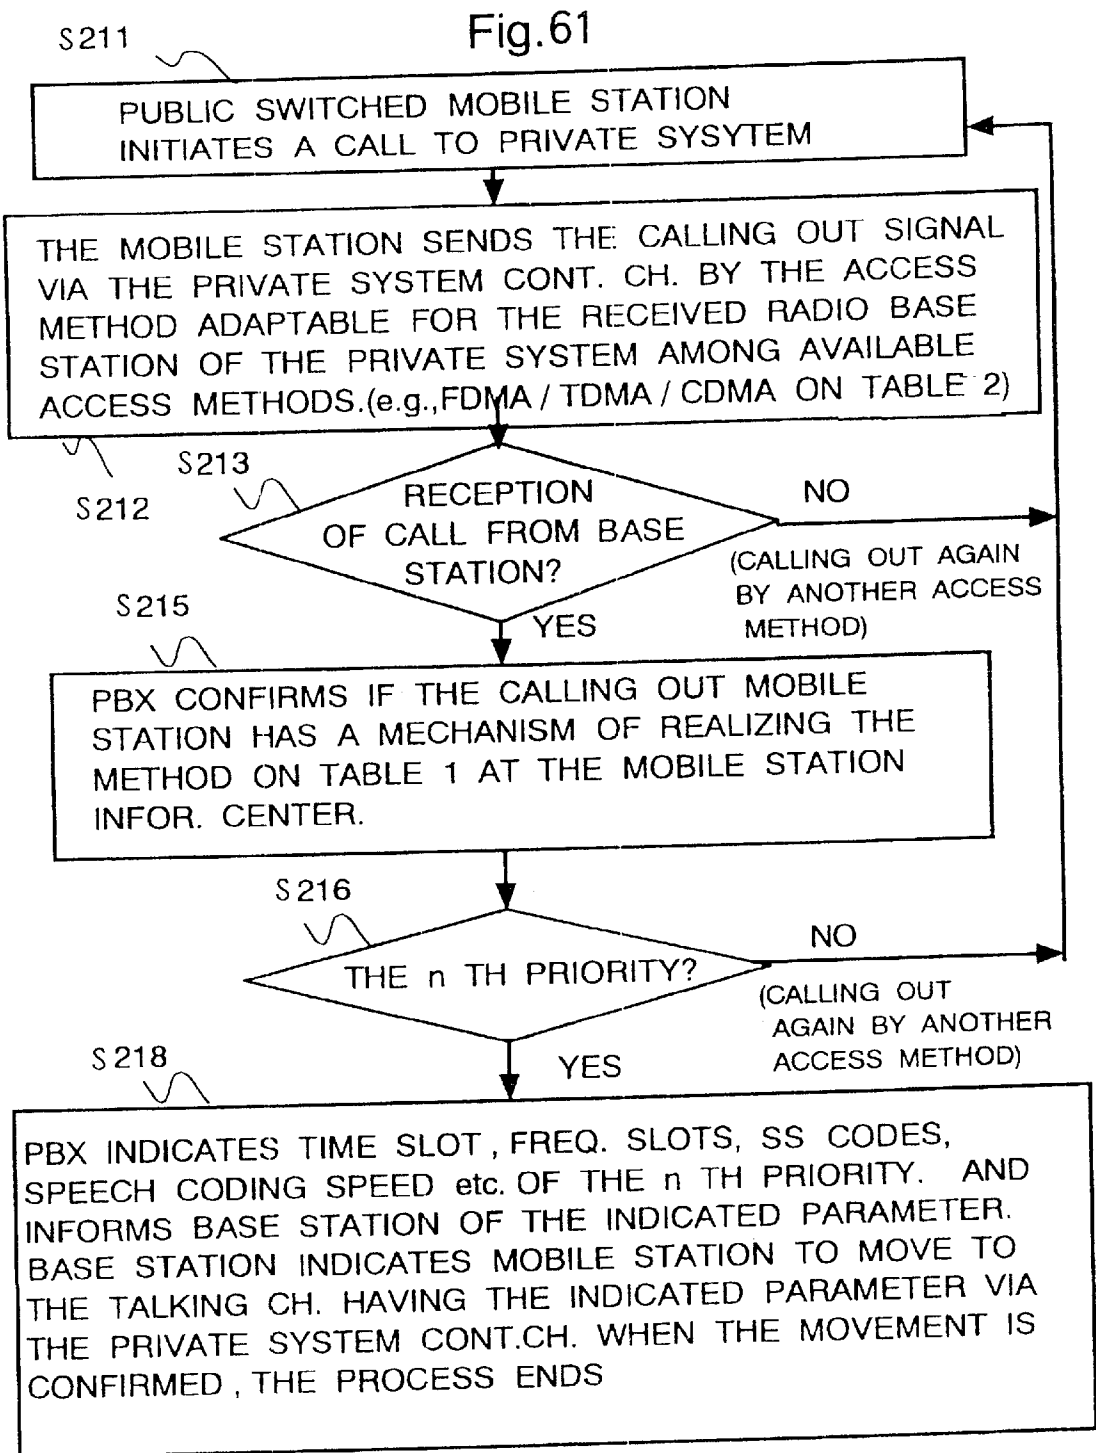 Fig.61
S211
PUBLIC SWITCHED MOBILE STATION
INITIATES A CALL TO PRIVATE SYSYTEM
THE MOBILE STATION SENDS THE CALLING OUT SIGNAL
VIA THE PRIVATE SYSTEM CONT. CH. BY THE ACCESS
METHOD ADAPTABLE FOR THE RECEIVED RADIO BASE
STATION OF THE PRIVATE SYSTEM AMONG AVAILABLE
ACCESS METHODS.(e.g.,FDMA / TDMA / CDMA ON TABLE 2)
S212
S213
RECEPTION
OF CALL FROM BASE
STATION?
NO
(CALLING OUT AGAIN
BY ANOTHER ACCESS
METHOD)
YES
S215
PBX CONFIRMS IF THE CALLING OUT MOBILE
STATION HAS A MECHANISM OF REALIZING THE
METHOD ON TABLE 1 AT THE MOBILE STATION
INFOR. CENTER.
S216
THE n TH PRIORITY?
NO
(CALLING OUT
AGAIN BY ANOTHER
ACCESS METHOD)
YES
S218
PBX INDICATES TIME SLOT , FREQ. SLOTS, SS CODES,
SPEECH CODING SPEED etc. OF THE n TH PRIORITY. AND
INFORMS BASE STATION OF THE INDICATED PARAMETER.
BASE STATION INDICATES MOBILE STATION TO MOVE TO
THE TALKING CH. HAVING THE INDICATED PARAMETER VIA
THE PRIVATE SYSTEM CONT.CH. WHEN THE MOVEMENT IS
CONFIRMED , THE PROCESS ENDS